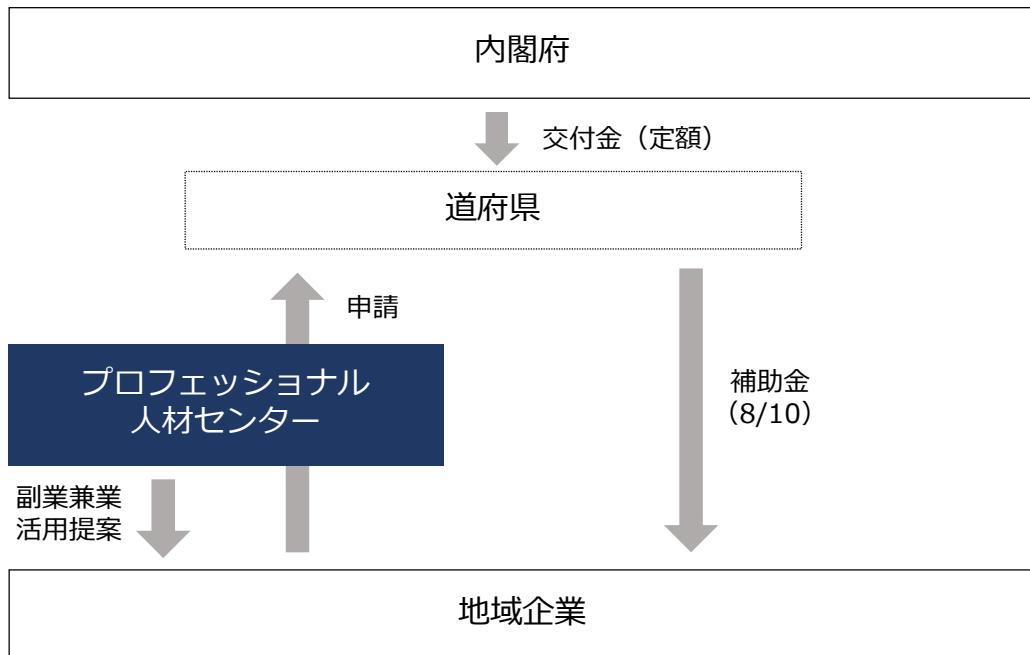 内閣府
交付金（定額）
道府県
申請
プロフェッショナル
人材センター
補助金
（8/10）
副業兼業
活用提案
地域企業